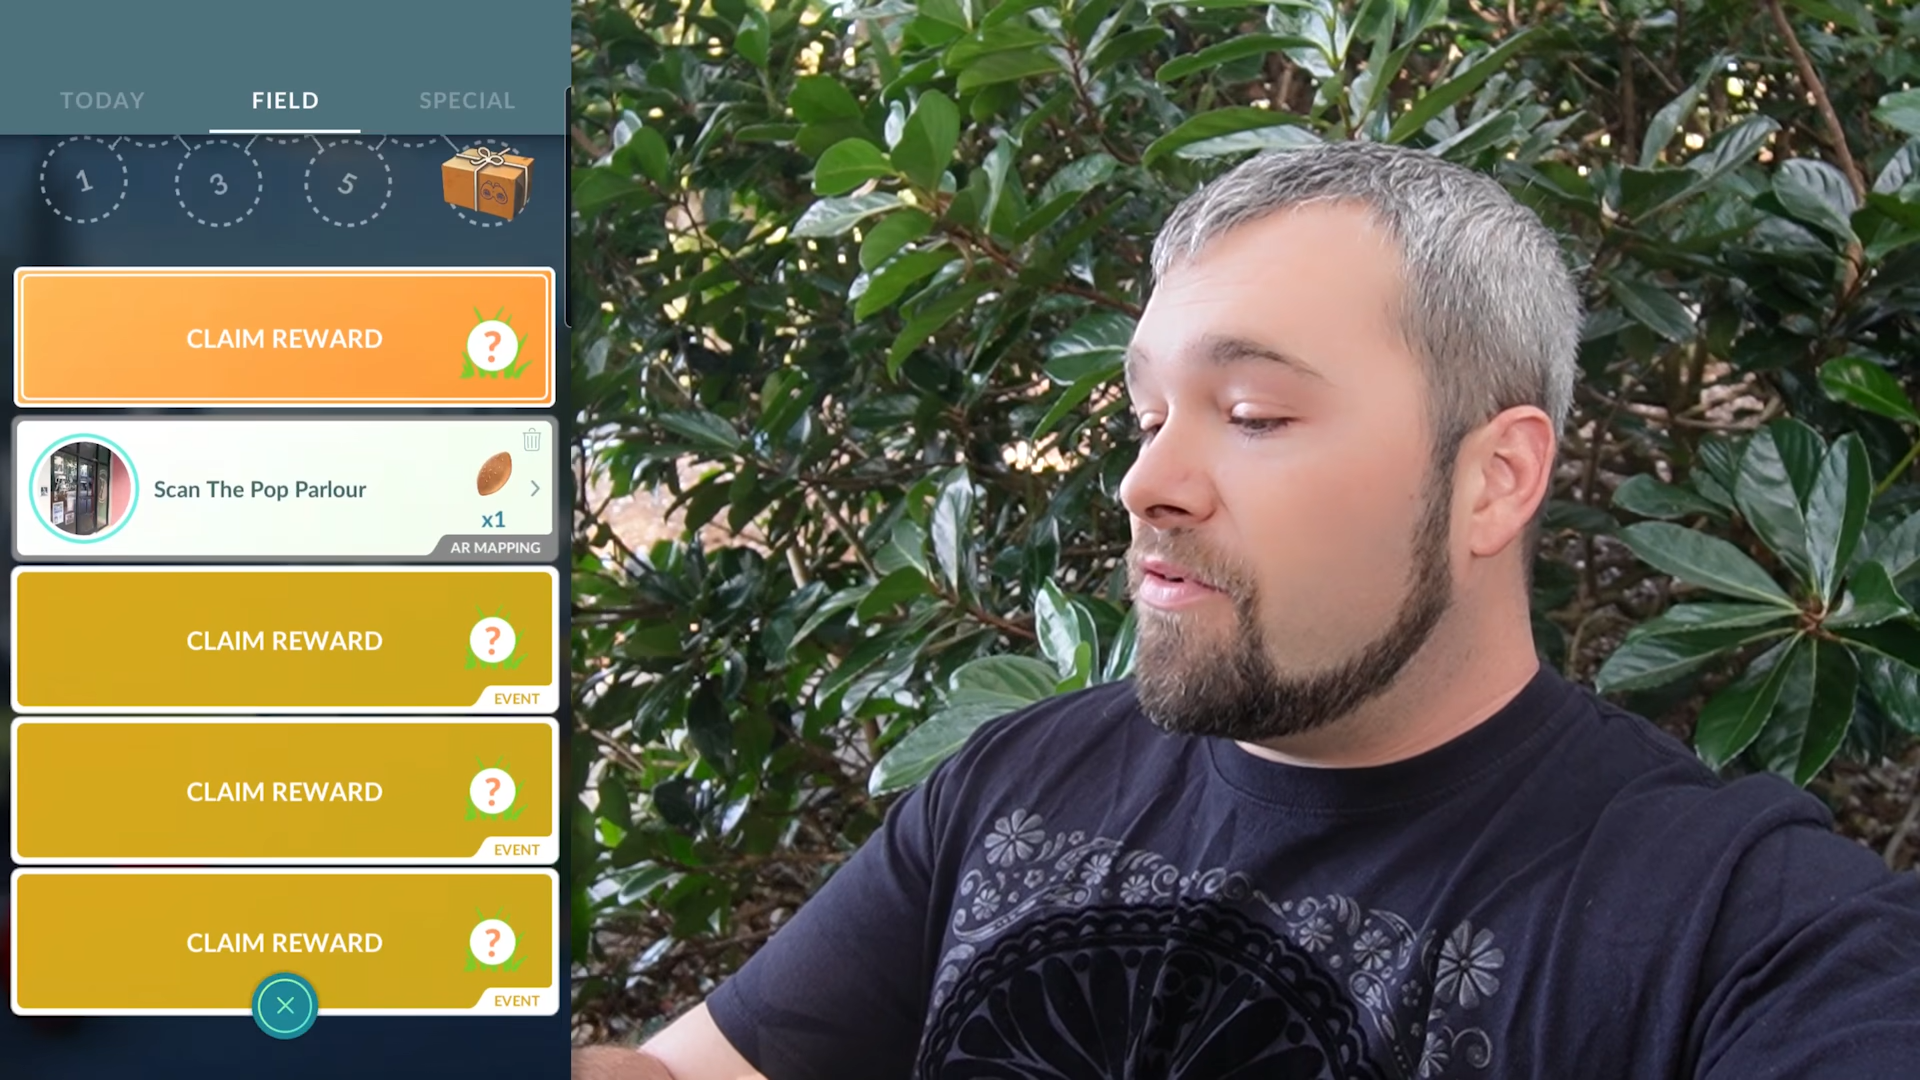 TODAY FIELD SPECIAL
1 3 5
CLAIM REWARD ?
Scan The Pop Parlour
x1
AR MAPPING
CLAIM REWARD ?
EVENT
CLAIM REWARD ?
EVENT
CLAIM REWARD ?
EVENT